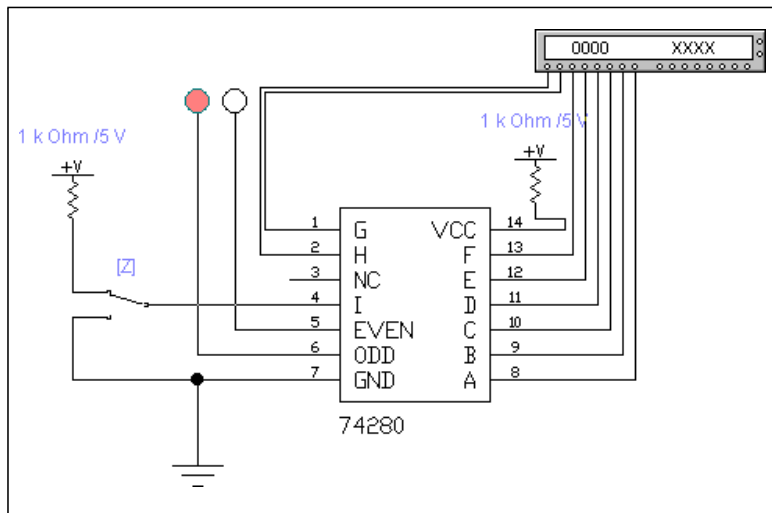 0000 XXXX
1 k Ohm /5 V
+V
1 k Ohm /5 V
+V
[Z]
1 G VCC 14
2 H F 13
3 NC E 12
4 I D 11
5 EVEN C 10
6 ODD B 9
7 GND A 8
74280